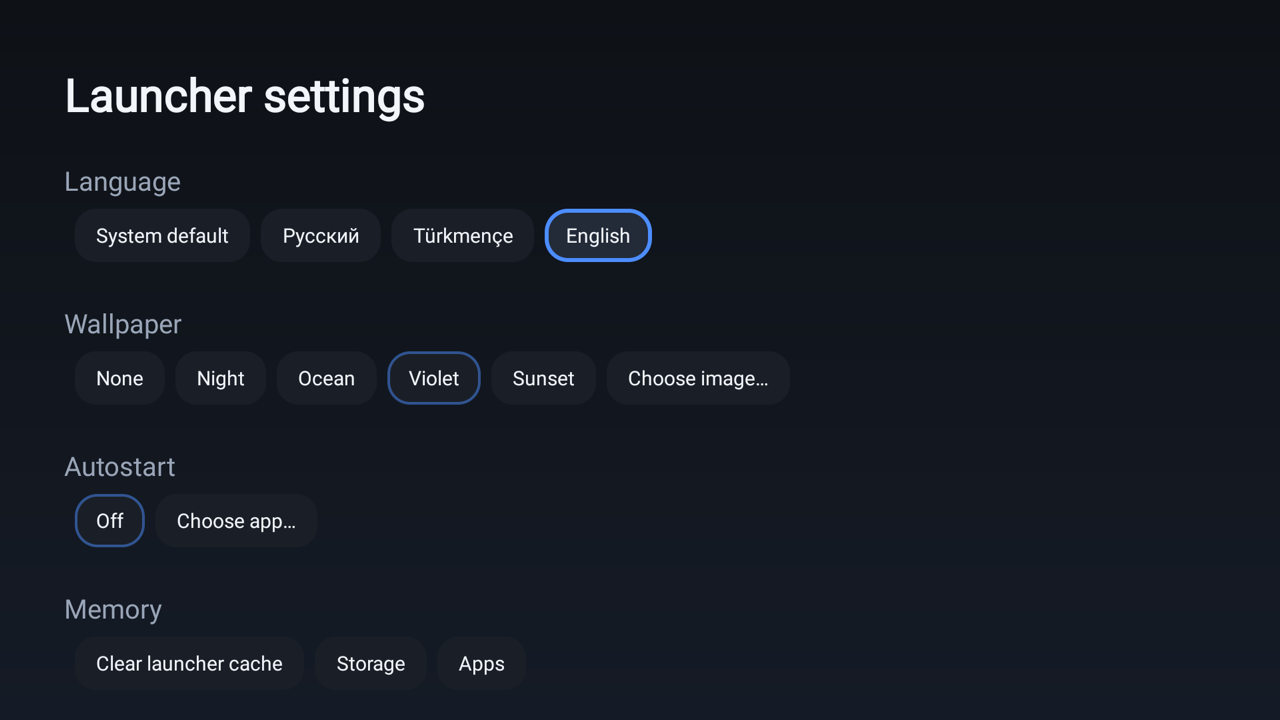 Launcher settings
Language
System default Русский Türkmençe English
Wallpaper
None Night Ocean Violet Sunset Choose image…
Autostart
Off Choose app…
Memory
Clear launcher cache Storage Apps